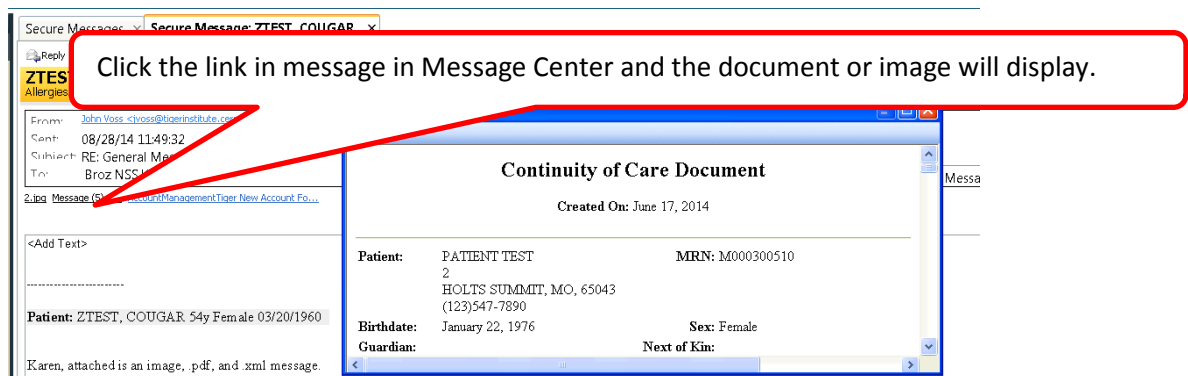 Secure Messages × Secure Message: ZTEST, COUGAR ×
Reply
Click the link in message in Message Center and the document or image will display.
ZTES
Allergies
From: John Voss <jvoss@tigerinstitute.cer
Sent: 08/28/14 11:49:32
Subject: RE: General Me
To: Broz NSS
2.jpg Message (5) AccountManagementTiger New Account Fo...
Messa
<Add Text>
------------------------
Patient: ZTEST, COUGAR 54y Female 03/20/1960
Karen, attached is an image, .pdf, and .xml message.
Continuity of Care Document
Created On: June 17, 2014
Patient: PATIENT TEST MRN: M000300510
2
HOLTS SUMMIT, MO, 65043
(123)547-7890
Birthdate: January 22, 1976 Sex: Female
Guardian: Next of Kin: